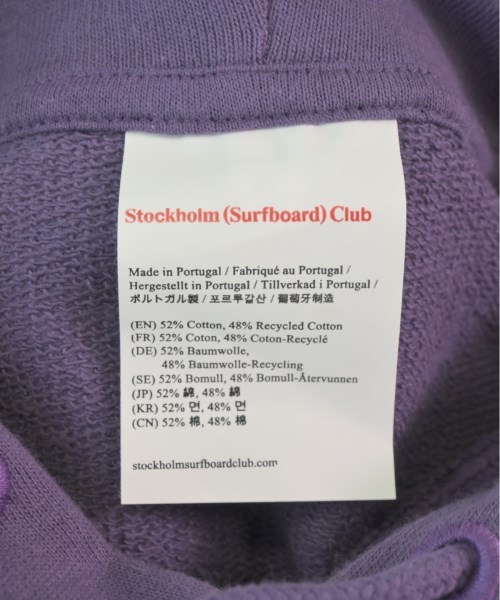 Stockholm (Surfboard) Club
Made in Portugal / Fabriqué au Portugal /
Hergestellt in Portugal / Tillverkad i Portugal /
ポルトガル製 / 포르투갈산 / 葡萄牙制造
(EN) 52% Cotton, 48% Recycled Cotton
(FR) 52% Coton, 48% Coton-Recyclé
(DE) 52% Baumwolle,
48% Baumwolle-Recycling
(SE) 52% Bomull, 48% Bomull-Återvunnen
(JP) 52% 綿, 48% 綿
(KR) 52% 면, 48% 면
(CN) 52% 棉, 48% 棉
stockholmsurfboardclub.com